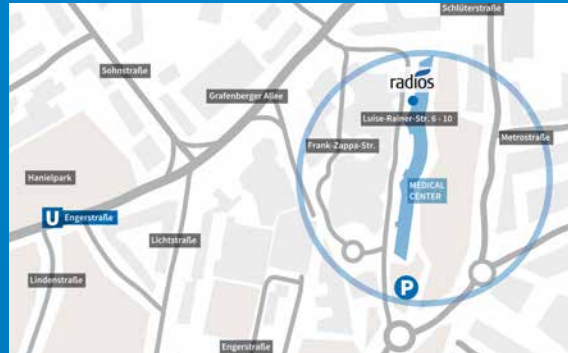 Schlüterstraße
Sohnstraße
radios
Grafenberger Allee
Luise-Rainer-Str. 6 - 10
Metrostraße
Frank-Zappa-Str.
Hanielpark
MEDICAL
CENTER
U Engerstraße
Lichtstraße
Lindenstraße
P
Engerstraße